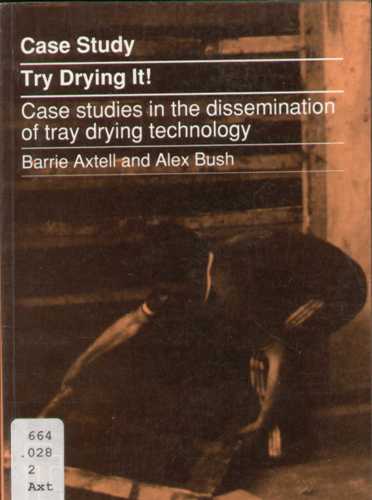 Case Study
Try Drying It!
Case studies in the dissemination
of tray drying technology
Barrie Axtell and Alex Bush
664
.028
2
Axt